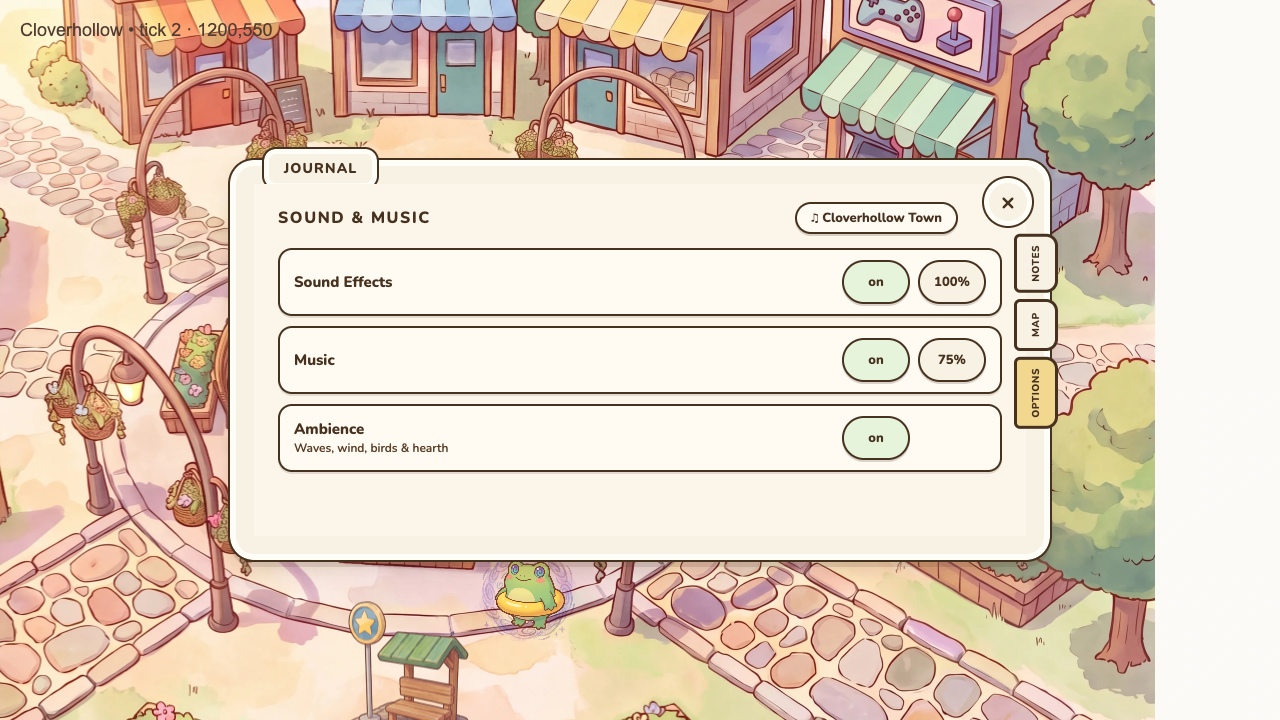 Cloverhollow • tick 2 · 1200,550
JOURNAL
SOUND & MUSIC
♫ Cloverhollow Town
Sound Effects
on
100%
Music
on
75%
Ambience
Waves, wind, birds & hearth
on
NOTES
MAP
OPTIONS